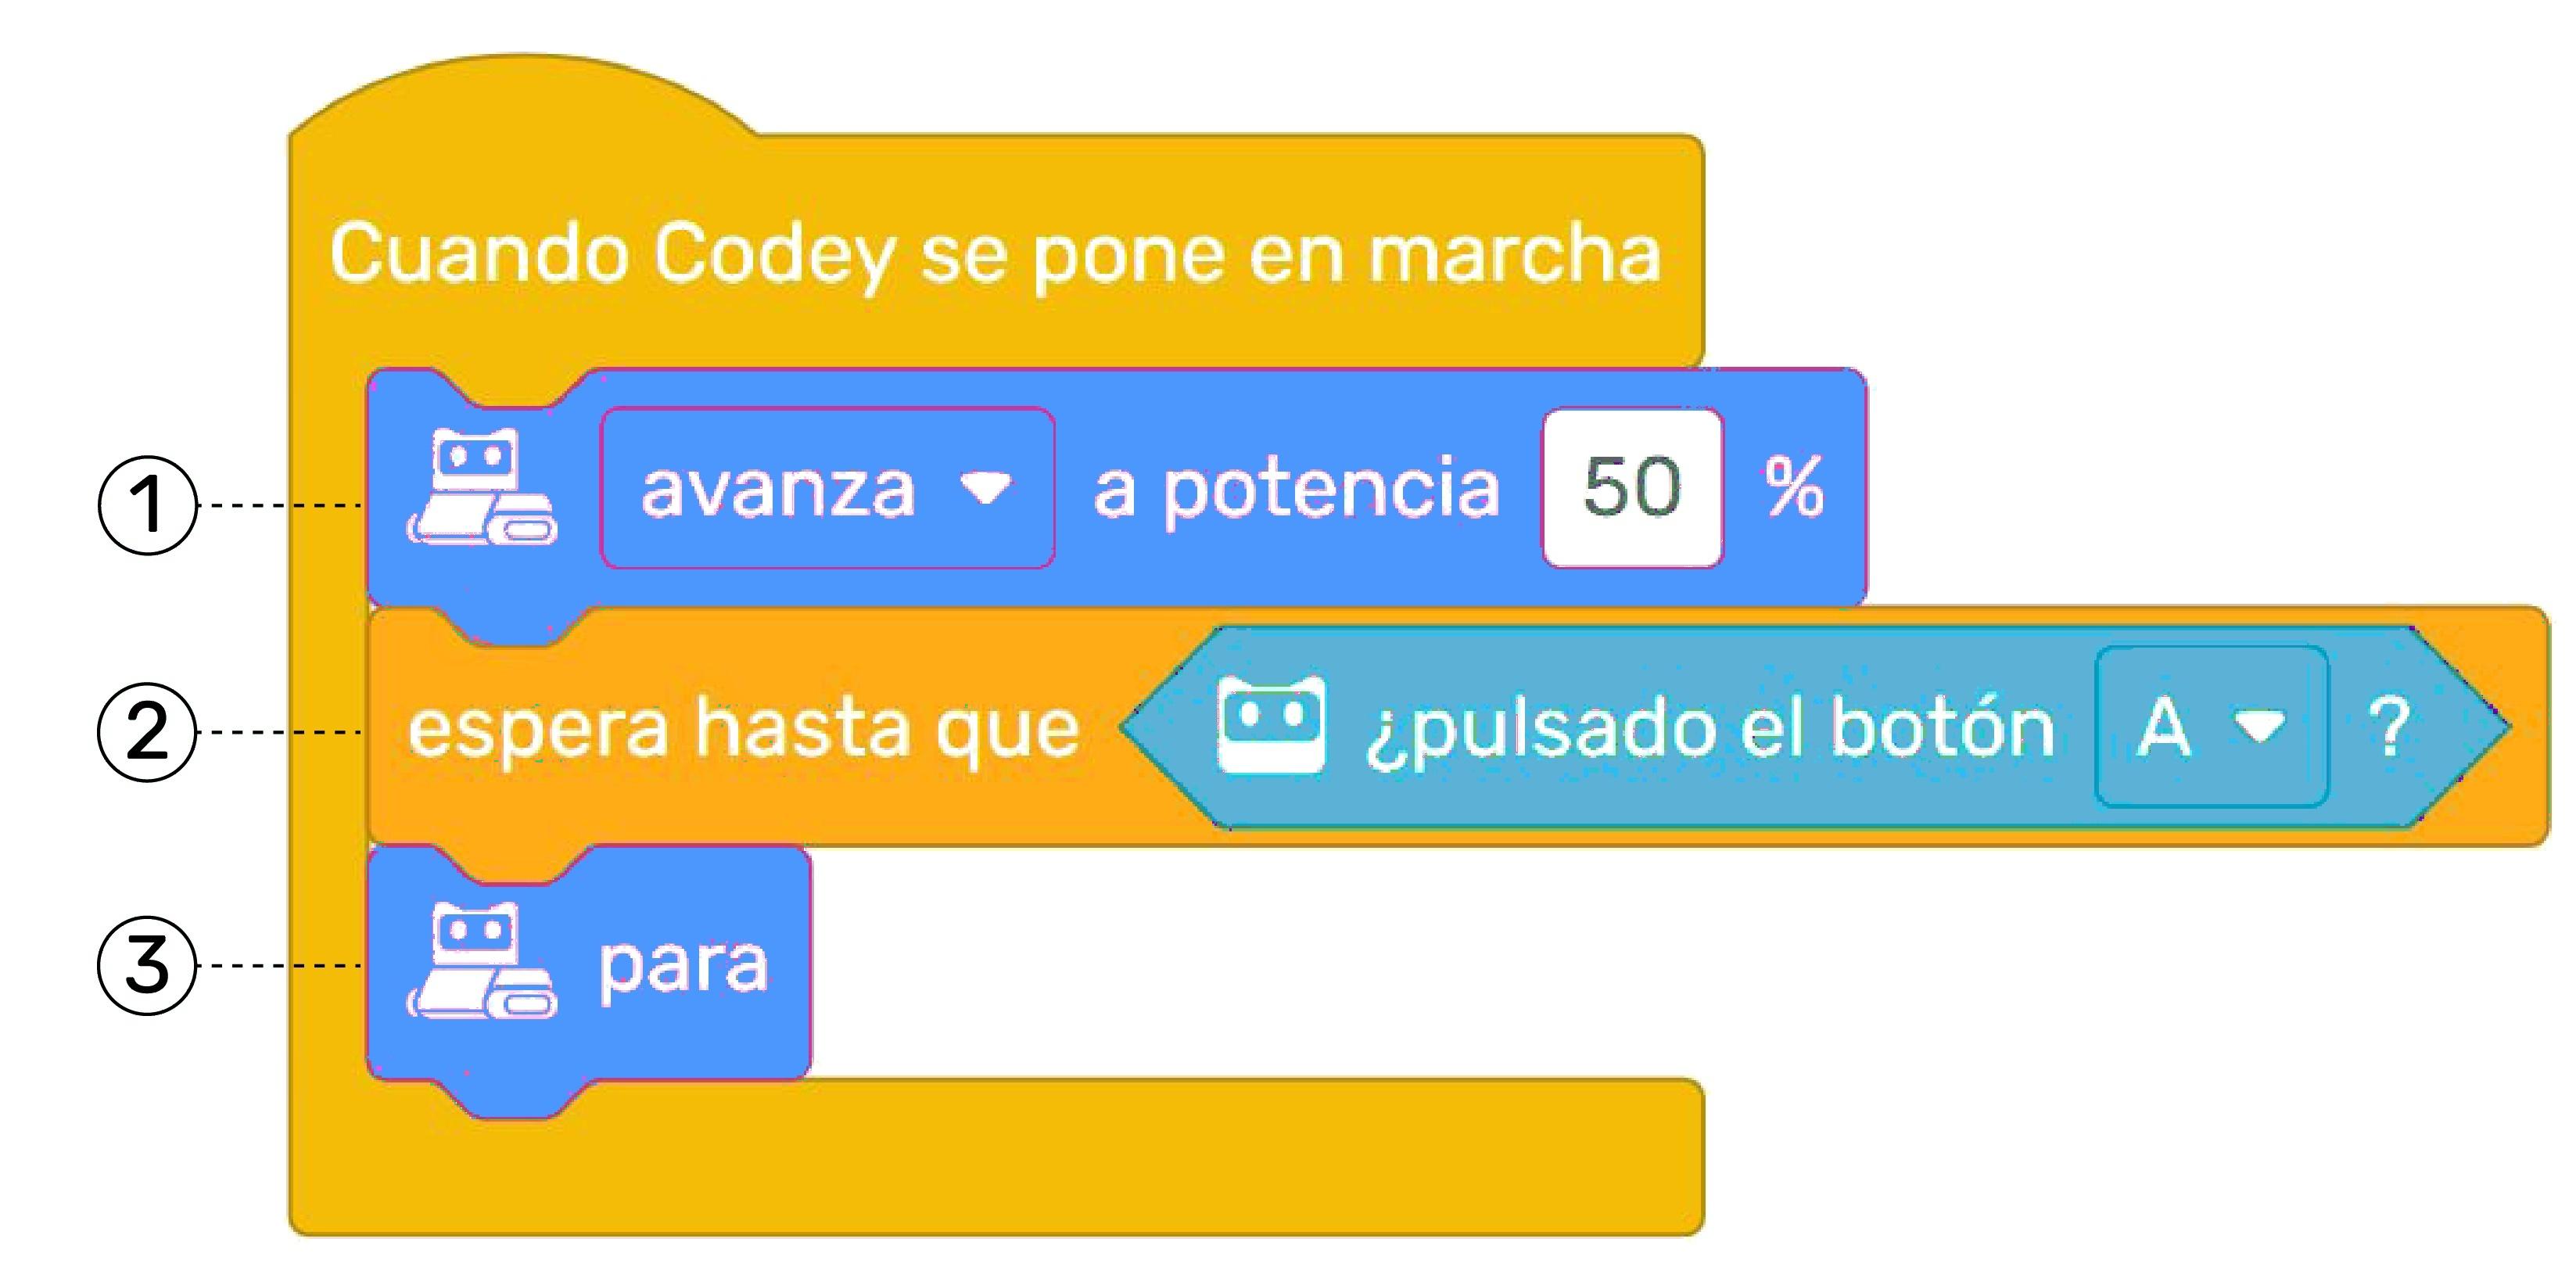 Cuando Codey se pone en marcha
1 avanza a potencia 50 %
2 espera hasta que ¿pulsado el botón A ?
3 para